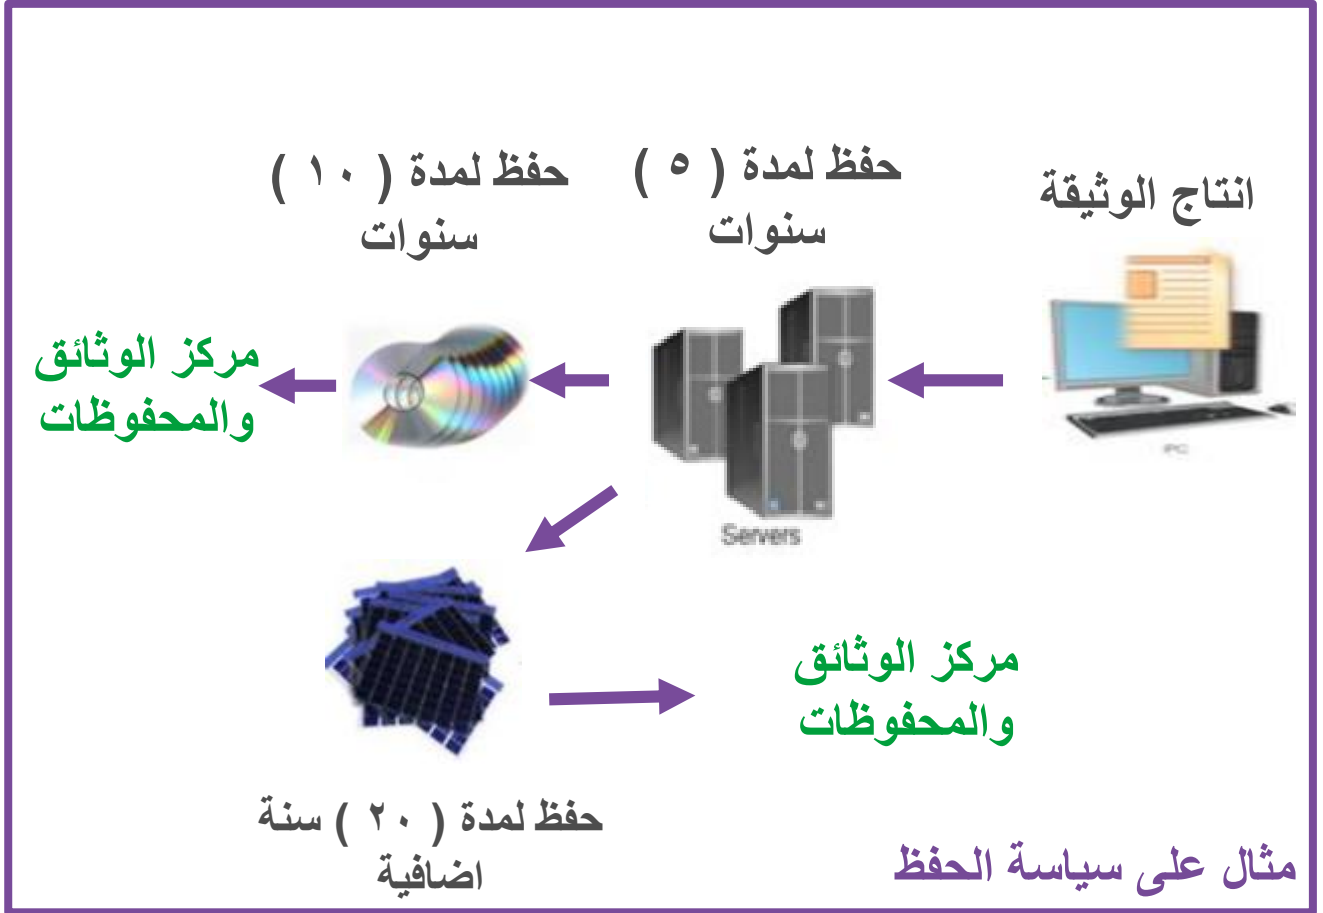 انتاج الوثيقة
حفظ لمدة ( ٥ )
سنوات
حفظ لمدة ( ١٠ )
سنوات
مركز الوثائق
والمحفوظات
PC
Servers
مركز الوثائق
والمحفوظات
حفظ لمدة ( ٢٠ ) سنة
اضافية
مثال على سياسة الحفظ